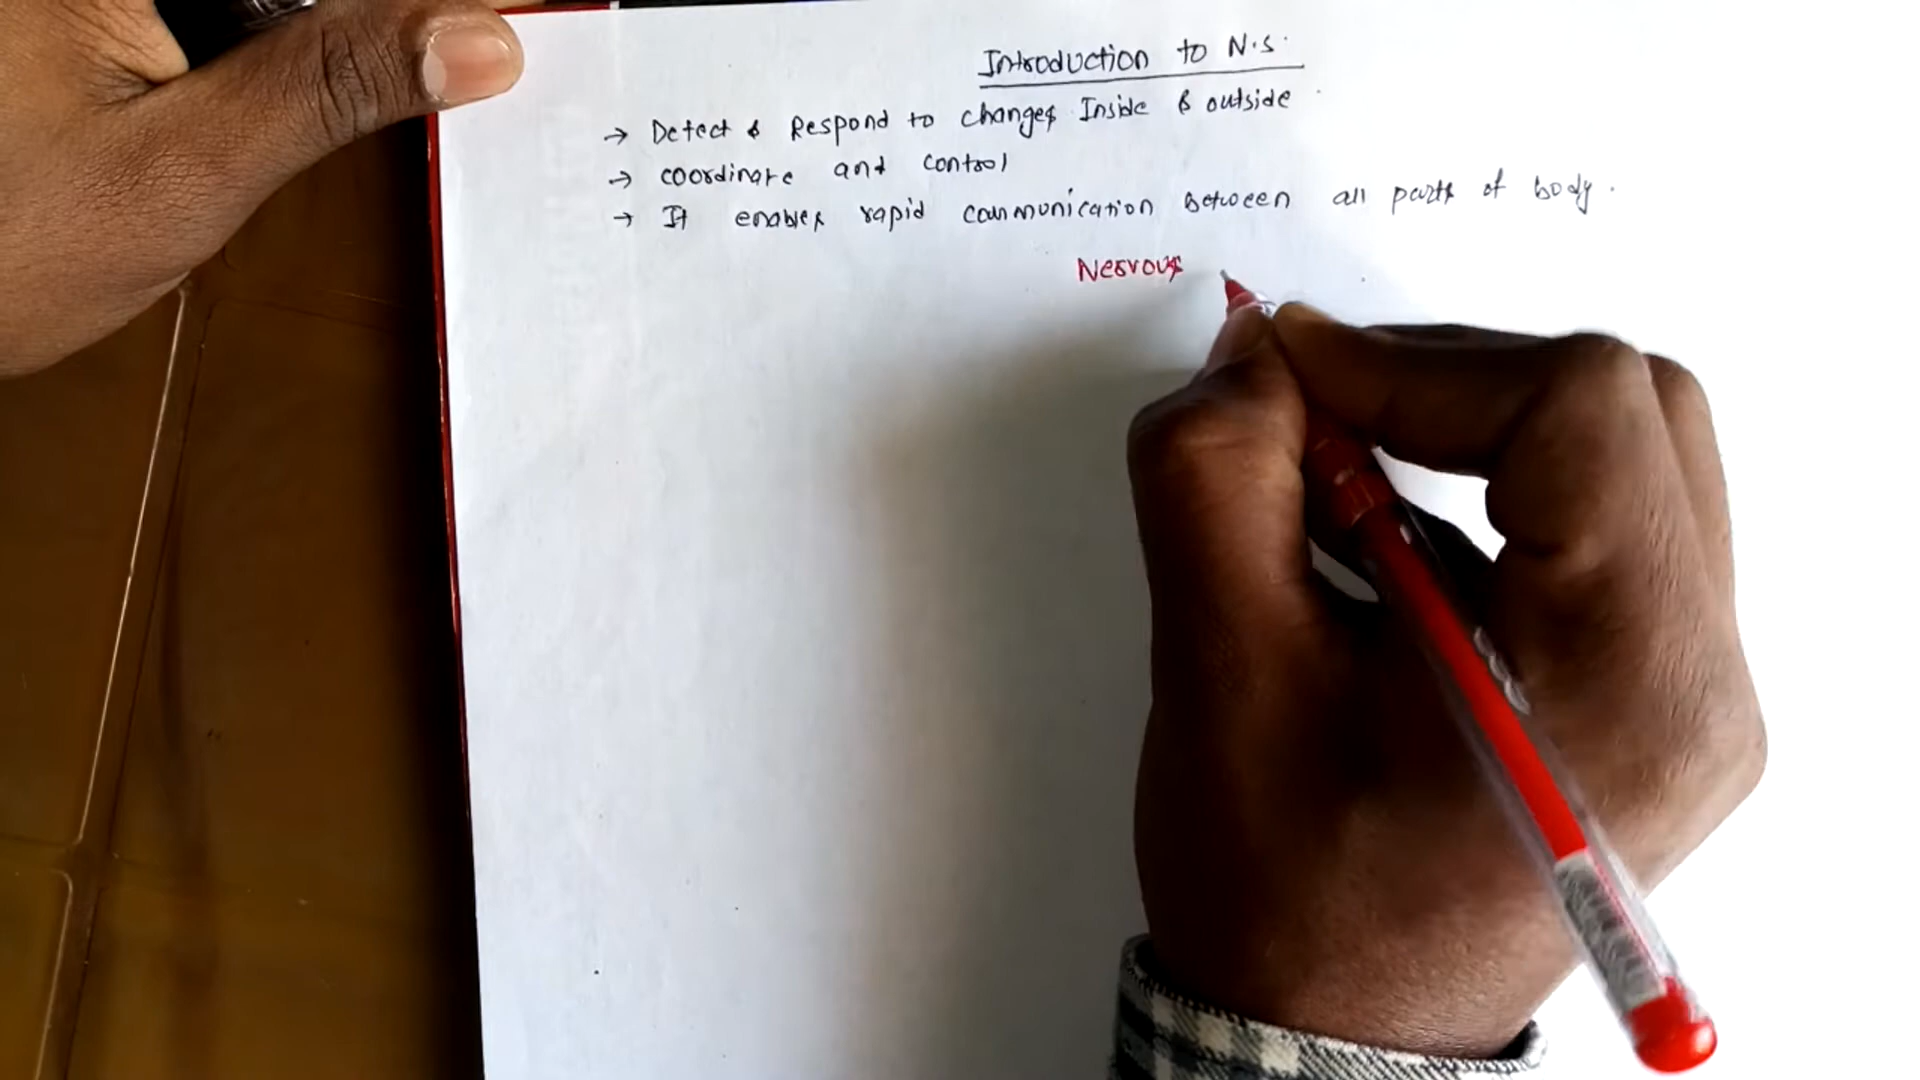 Introduction to N.S.
→ Detect & Respond to changes Inside & outside .
→ coordinate and control
→ It enables rapid communication between all parts of body .
Nervous